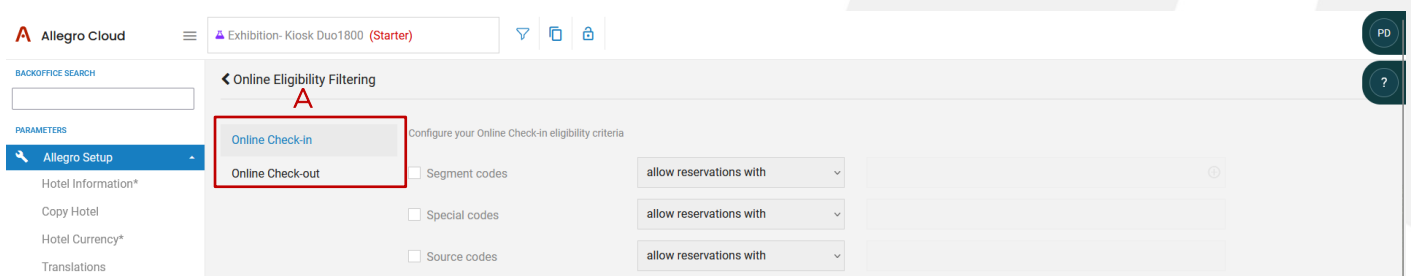 Allegro Cloud
Exhibition- Kiosk Duo1800 (Starter)
PD
BACKOFFICE SEARCH
Online Eligibility Filtering
?
A
PARAMETERS
Online Check-in
Configure your Online Check-in eligibility criteria
Allegro Setup
Online Check-out
Segment codes
allow reservations with
Hotel Information*
Copy Hotel
Special codes
allow reservations with
Hotel Currency*
Source codes
allow reservations with
Translations